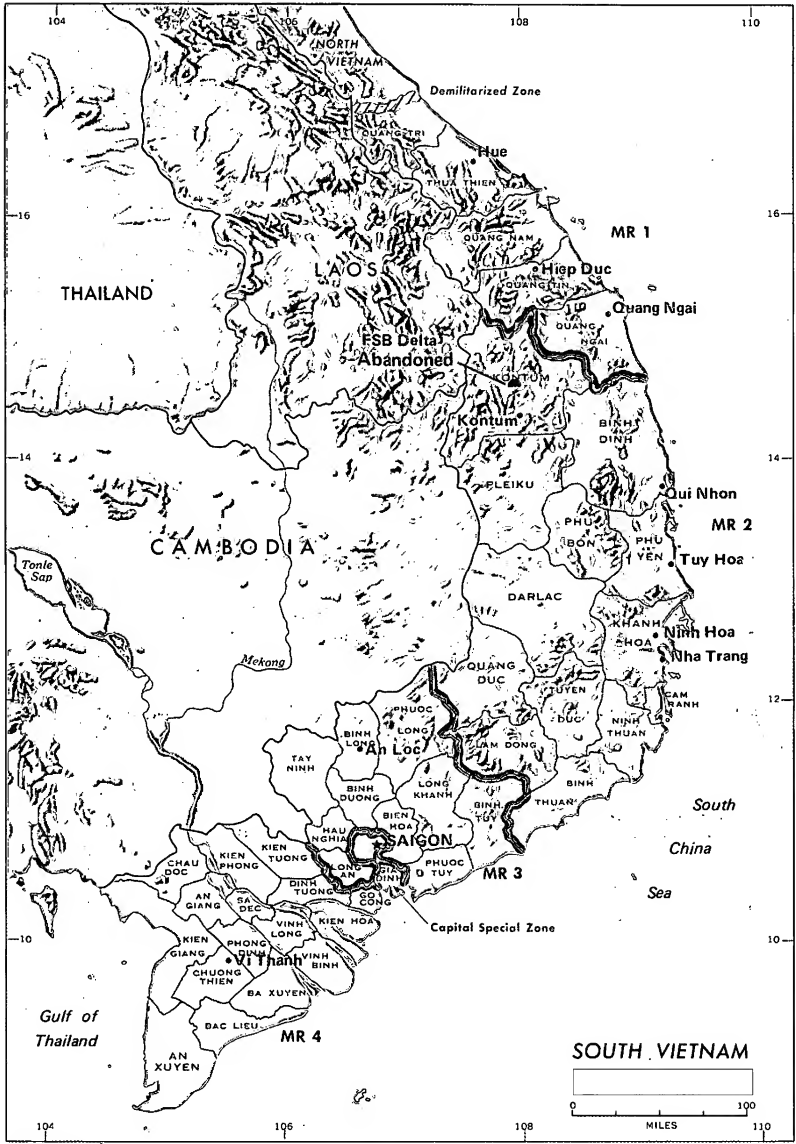 104
106
108
110
NORTH
VIETNAM
Demilitarized Zone
QUANG TRI
Hue
THUA THIEN
16
16
MR 1
QUANG NAM
LAOS
Hiep Duc
QUANG TIN
THAILAND
Quang Ngai
QUANG
NGAI
FSB Delta
Abandoned
KONTUM
Kontum
BINH
DINH
14
14
PLEIKU
Qui Nhon
MR 2
PHU
BON
PHU
YEN
CAMBODIA
Tonle
Sap
Tuy Hoa
DARLAC
KHANH
HOA
Ninh Hoa
Nha Trang
Mekong
QUANG
DUC
TUYEN
DUC
CAM
RANH
12
12
PHUOC
LONG
NINH
THUAN
BINH
LONG
An Loc
LAM DONG
TAY
NINH
BINH
DUONG
LONG
KHANH
BINH
TUY
BINH
THUAN
BIEN
HOA
South
China
Sea
HAU
NGHIA
SAIGON
KIEN
TUONG
KIEN
PHONG
CHAU
DOC
LONG
AN
GIA
DINH
PHUOC
TUY
MR 3
DINH
TUONG
GO
CONG
AN
GIANG
SA
DEC
Capital Special Zone
VINH
LONG
KIEN HOA
10
10
KIEN
GIANG
PHONG
DINH
VINH
BINH
Vi Thanh
CHUONG
THIEN
BA XUYEN
Gulf of
Thailand
BAC LIEU
MR 4
AN
XUYEN
SOUTH VIETNAM
0
100
MILES
104
106
108
110